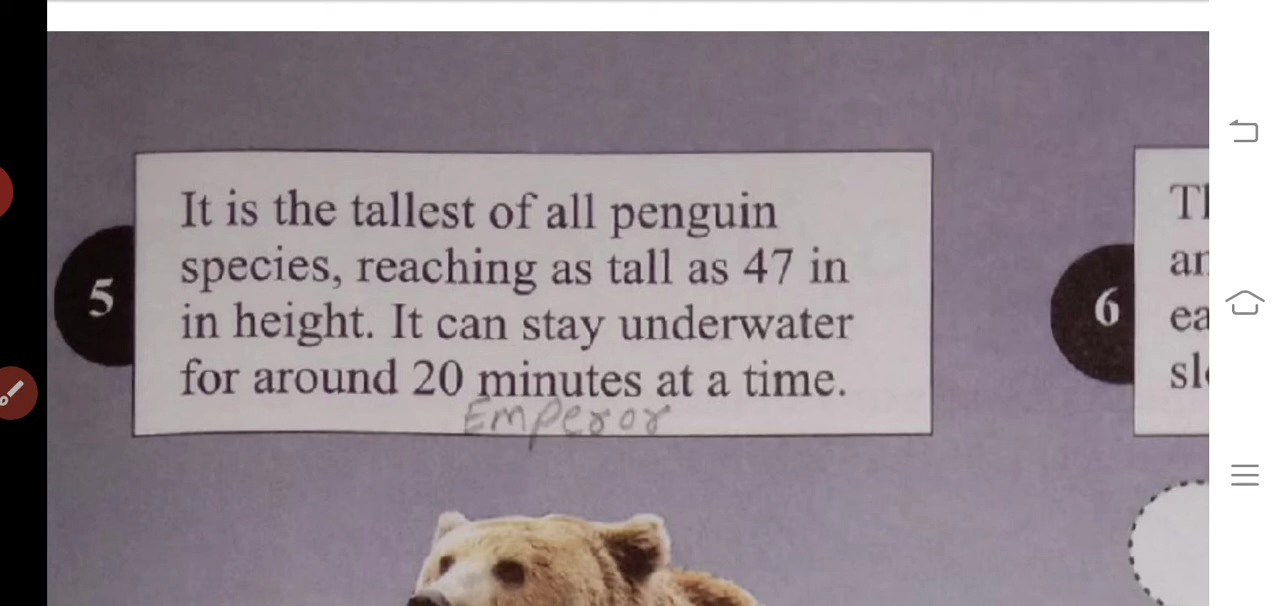 5
It is the tallest of all penguin
species, reaching as tall as 47 in
in height. It can stay underwater
for around 20 minutes at a time.
Emperor
6